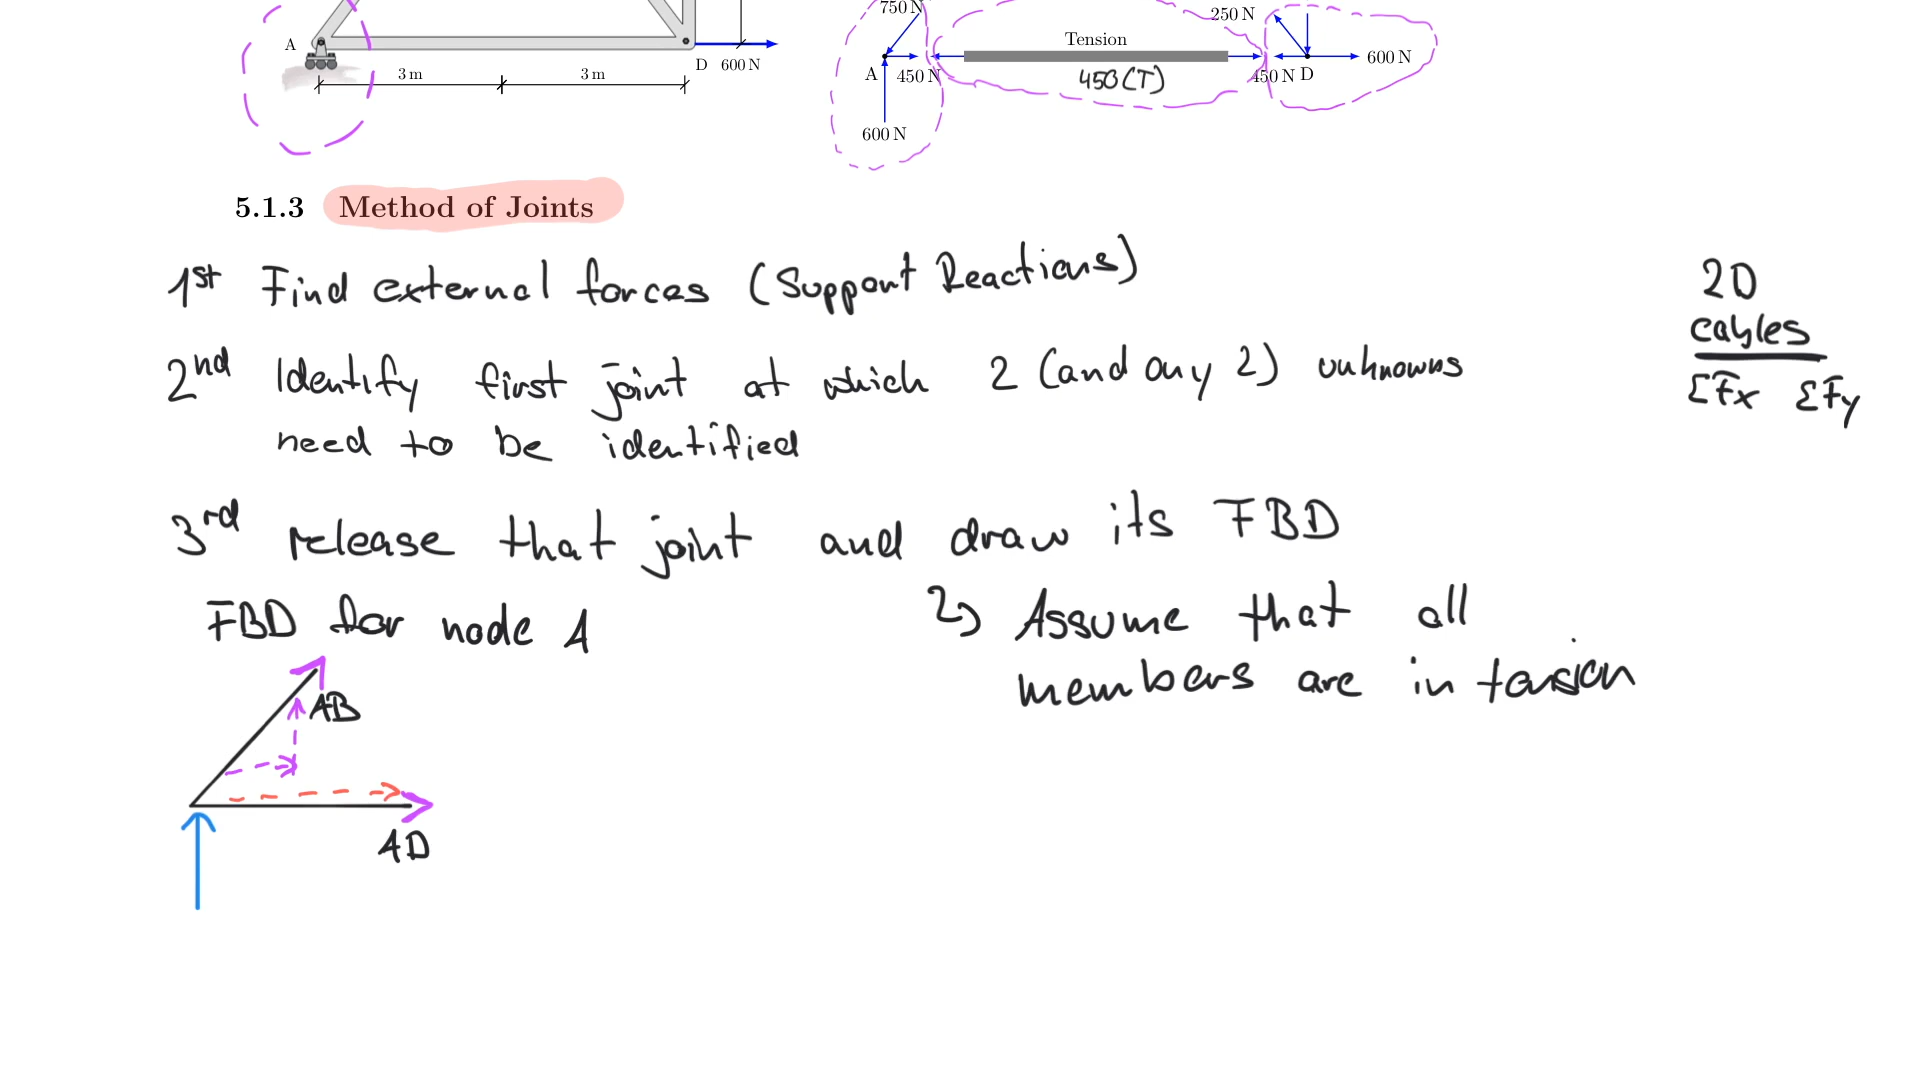 750 N
250 N
A
D
600 N
3 m
3 m
Tension
A
450 N
450 (T)
450 N
D
600 N
600 N
5.1.3 Method of Joints
1st Find external forces (Support Reactions)
2D
cables
ΣFx ΣFy
2nd Identify first joint at which 2 (and any 2) unknowns
need to be identified
3rd release that joint and draw its FBD
FBD for node A
2) Assume that all
members are in tension
AB
AD